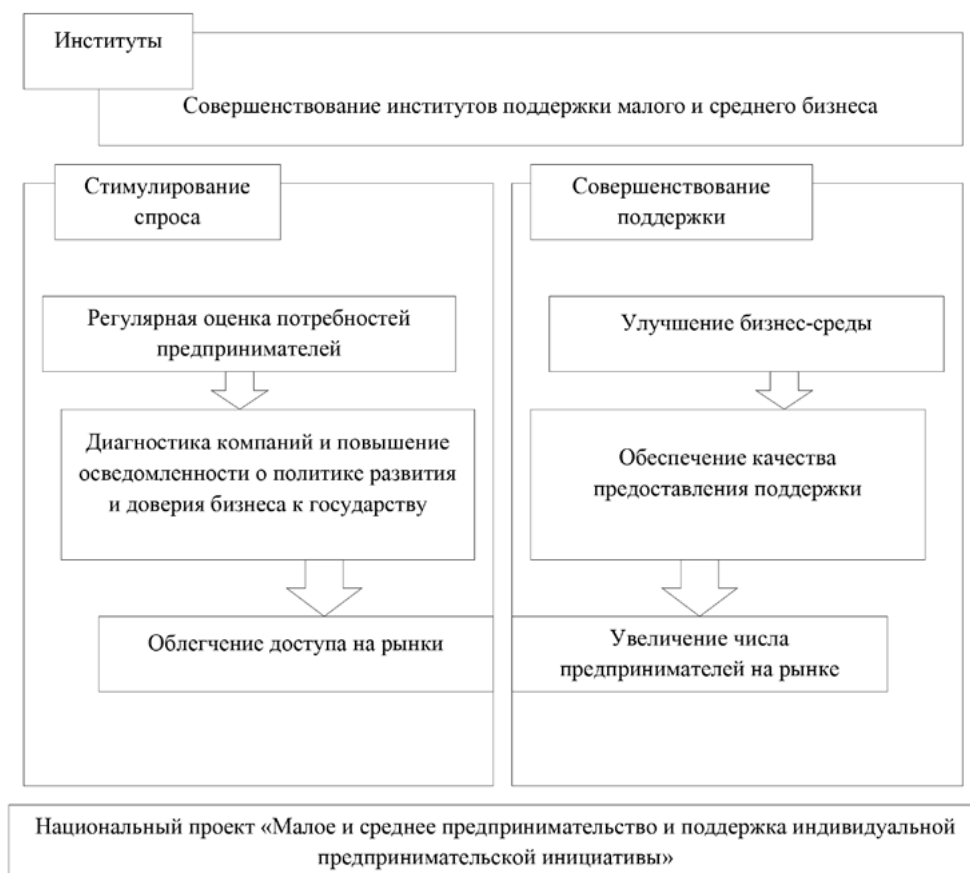 Институты
Совершенствование институтов поддержки малого и среднего бизнеса
Стимулирование
спроса
Регулярная оценка потребностей
предпринимателей
Диагностика компаний и повышение
осведомленности о политике развития
и доверия бизнеса к государству
Облегчение доступа на рынки
Совершенствование
поддержки
Улучшение бизнес-среды
Обеспечение качества
предоставления поддержки
Увеличение числа
предпринимателей на рынке
Национальный проект «Малое и среднее предпринимательство и поддержка индивидуальной
предпринимательской инициативы»